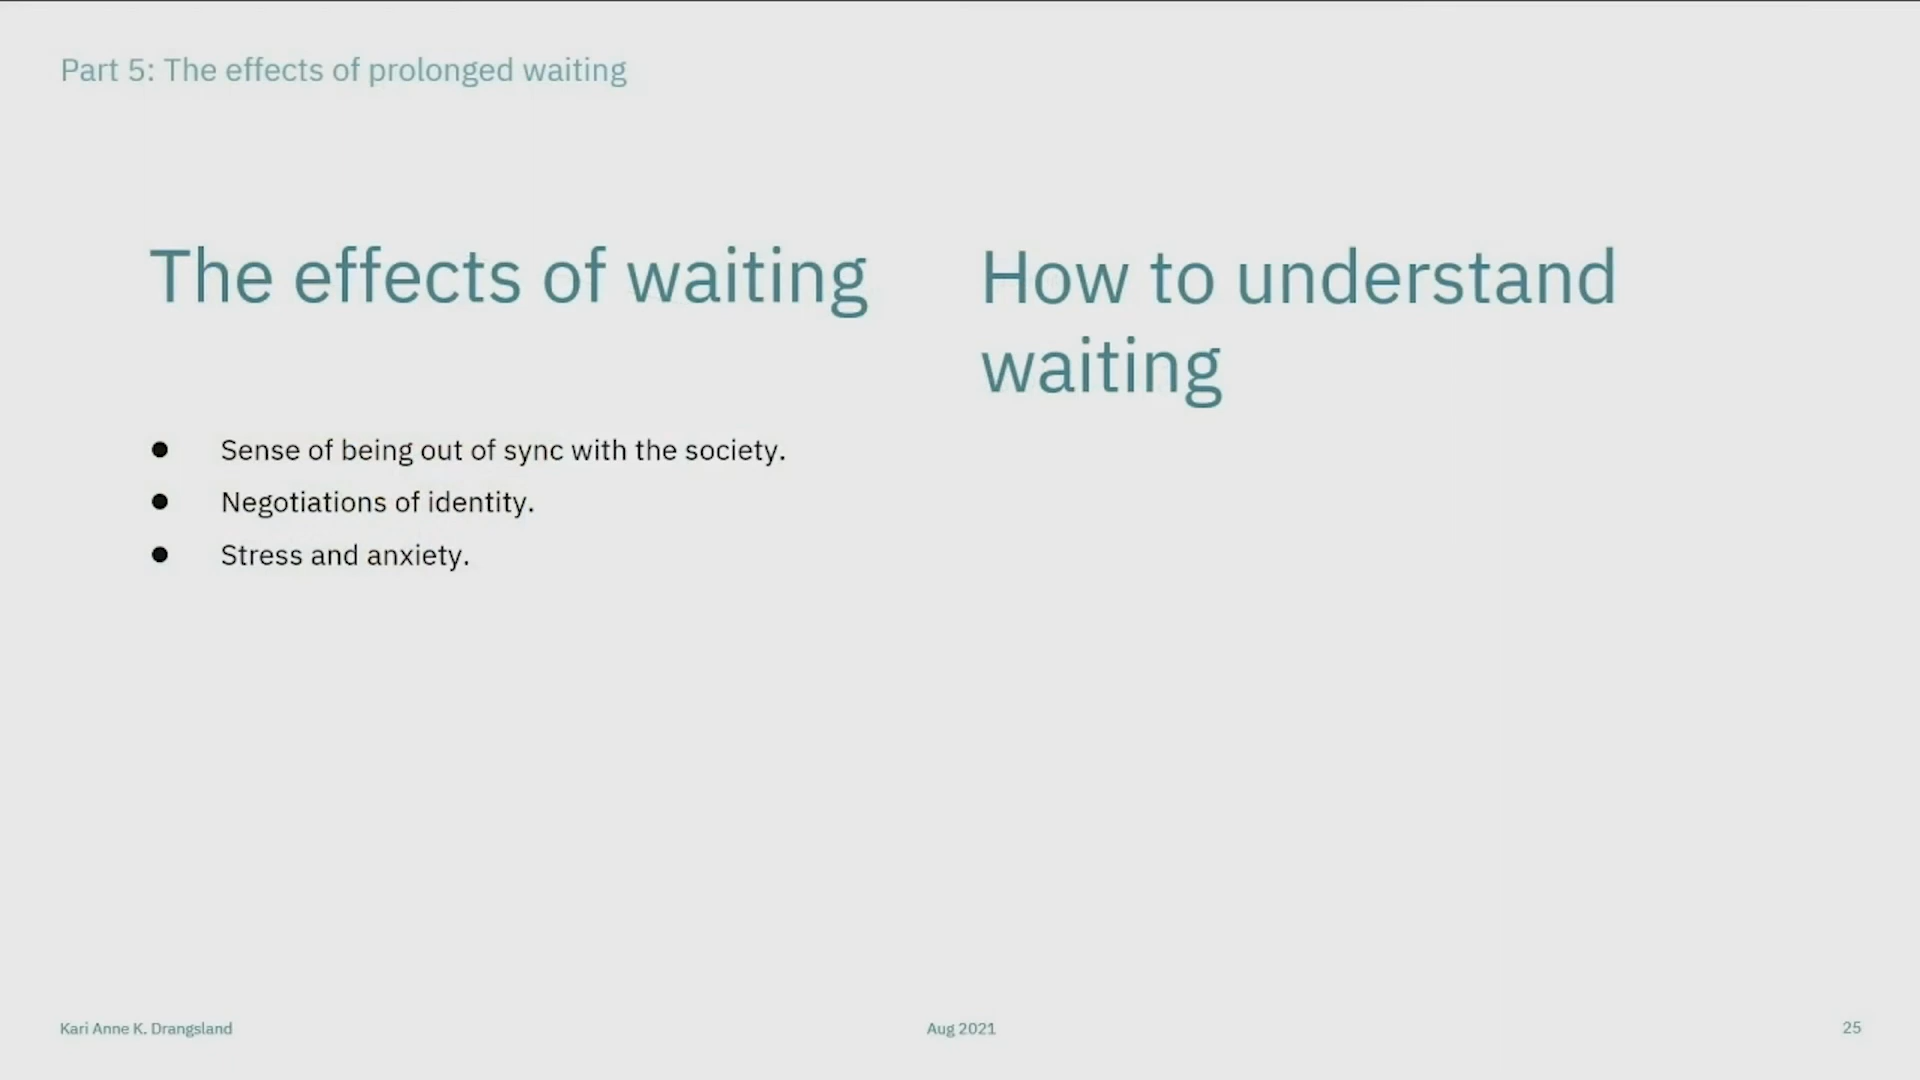 Part 5: The effects of prolonged waiting
The effects of waiting
● Sense of being out of sync with the society.
● Negotiations of identity.
● Stress and anxiety.
How to understand
waiting
Kari Anne K. Drangsland
Aug 2021
25